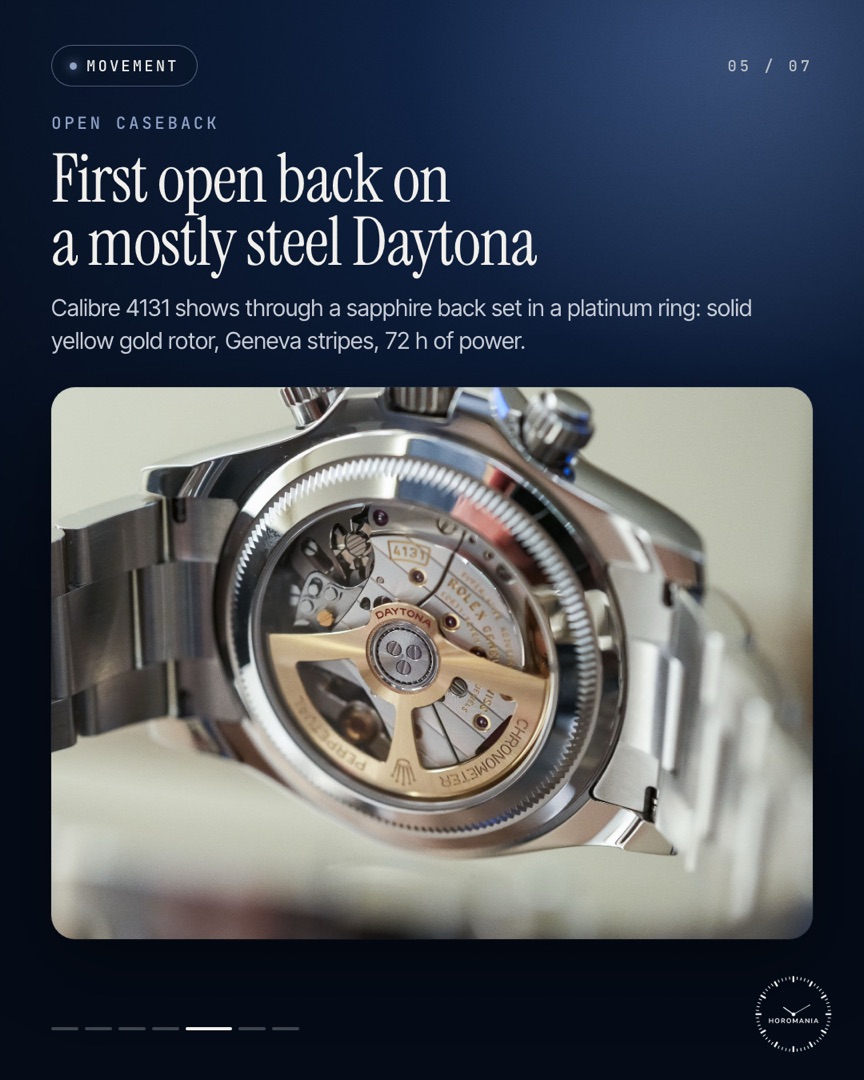 MOVEMENT
05 / 07
OPEN CASEBACK
First open back on
a mostly steel Daytona
Calibre 4131 shows through a sapphire back set in a platinum ring: solid
yellow gold rotor, Geneva stripes, 72 h of power.
4131
ROLEX
DAYTONA
PERPETUAL
CHRONOMETER
HOROMANIA